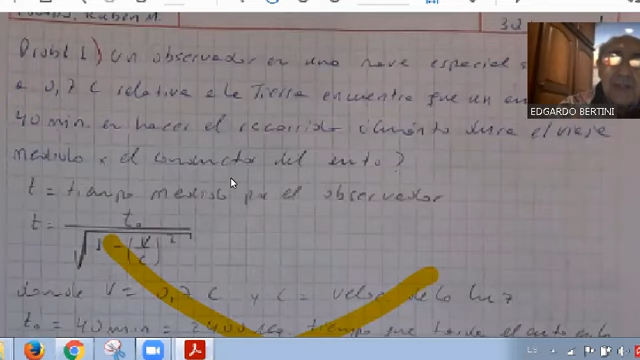 Probl 1) Un observador en una nave espacial
a 0,7 C relativa a la Tierra encuentra que un
40 min. en hacer el recorrido ¿Cuánto dura el viaje
medido x el conductor del auto?
t = tiempo medido por el observador
t = t₀ / √(1 - (V/C)²)
donde V = 0,7 C y C = veloc. de la luz
t₀ = 40 min = 2400 seg tiempo que tarda el auto en
EDGARDO BERTINI